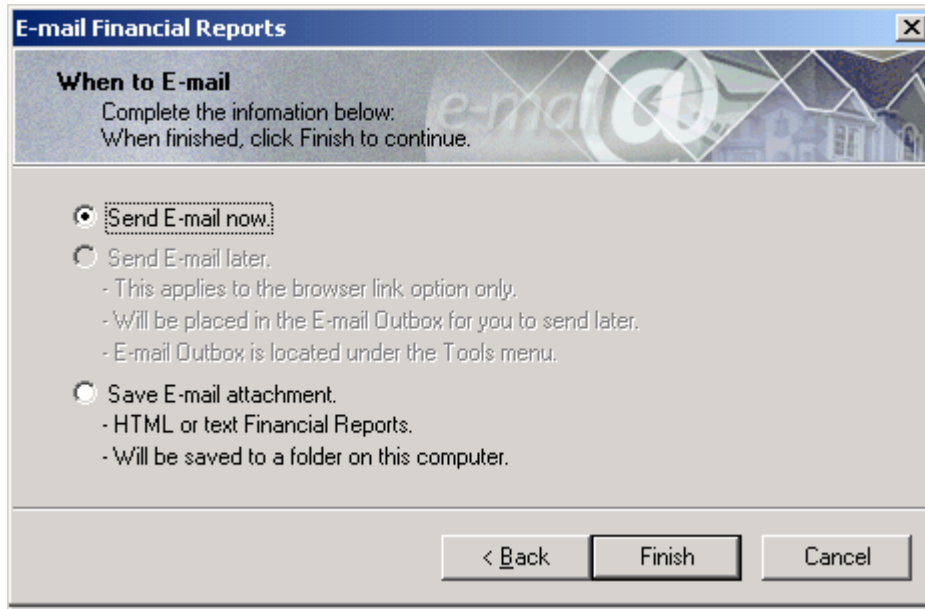 E-mail Financial Reports
When to E-mail
Complete the infomation below:
When finished, click Finish to continue.
e-mail
@
Send E-mail now.
Send E-mail later.
- This applies to the browser link option only.
- Will be placed in the E-mail Outbox for you to send later.
- E-mail Outbox is located under the Tools menu.
Save E-mail attachment.
- HTML or text Financial Reports.
- Will be saved to a folder on this computer.
< Back Finish Cancel